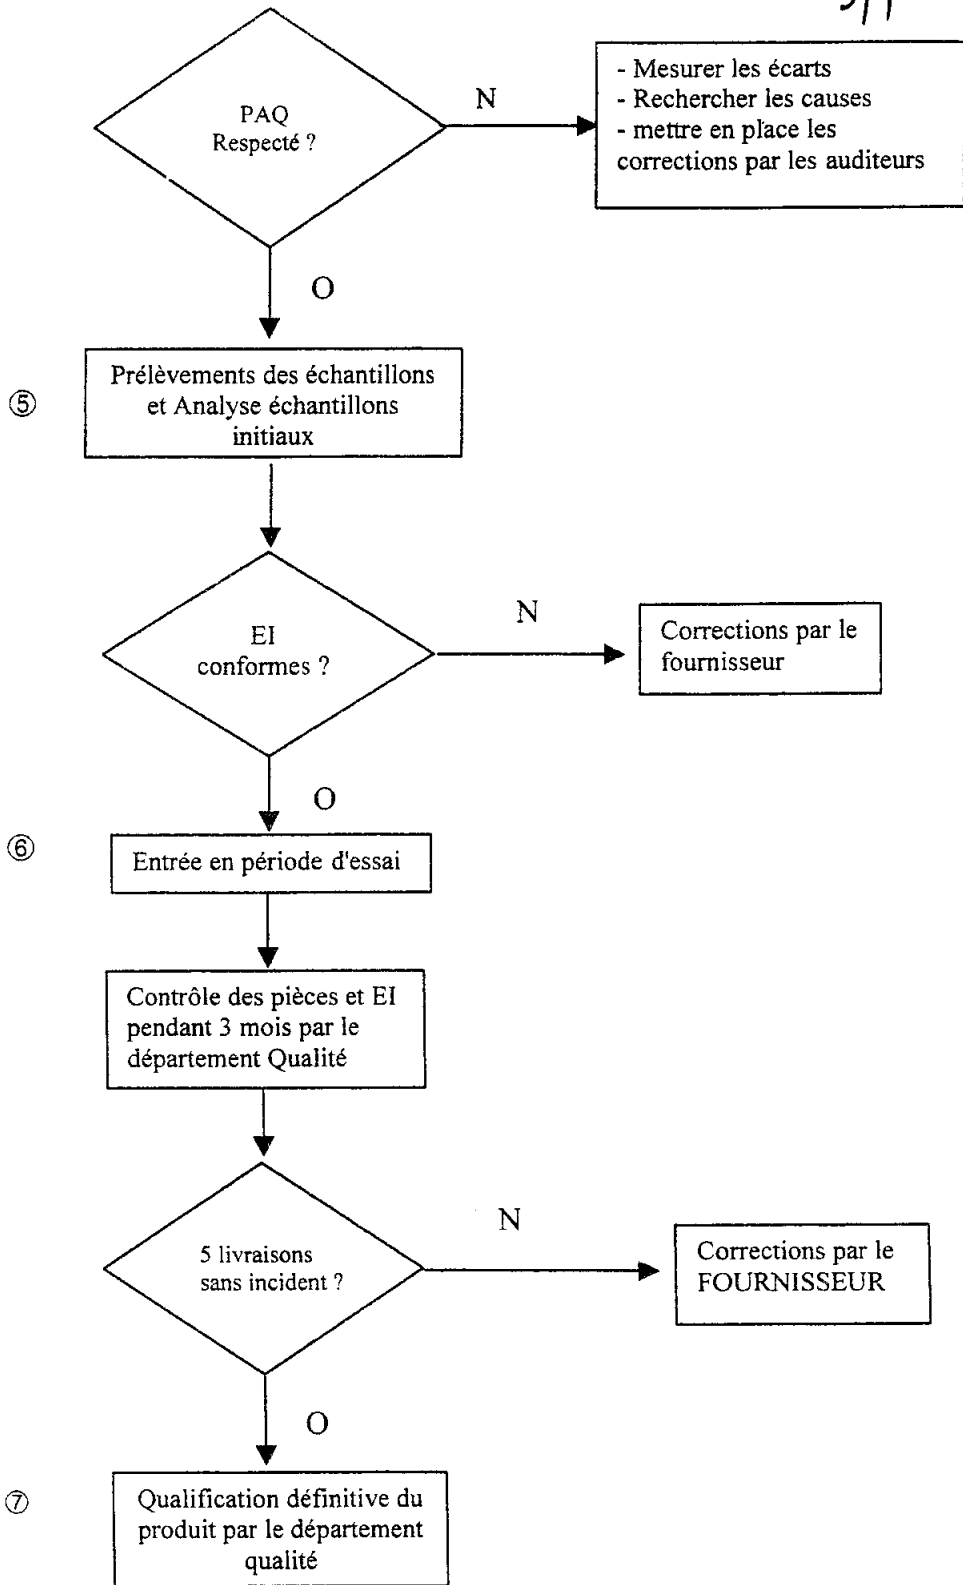 PAQ
Respecté ?
N
- Mesurer les écarts
- Rechercher les causes
- mettre en place les
corrections par les auditeurs
O
⑤
Prélèvements des échantillons
et Analyse échantillons
initiaux
EI
conformes ?
N
Corrections par le
fournisseur
O
⑥
Entrée en période d'essai
Contrôle des pièces et EI
pendant 3 mois par le
département Qualité
5 livraisons
sans incident ?
N
Corrections par le
FOURNISSEUR
O
⑦
Qualification définitive du
produit par le département
qualité